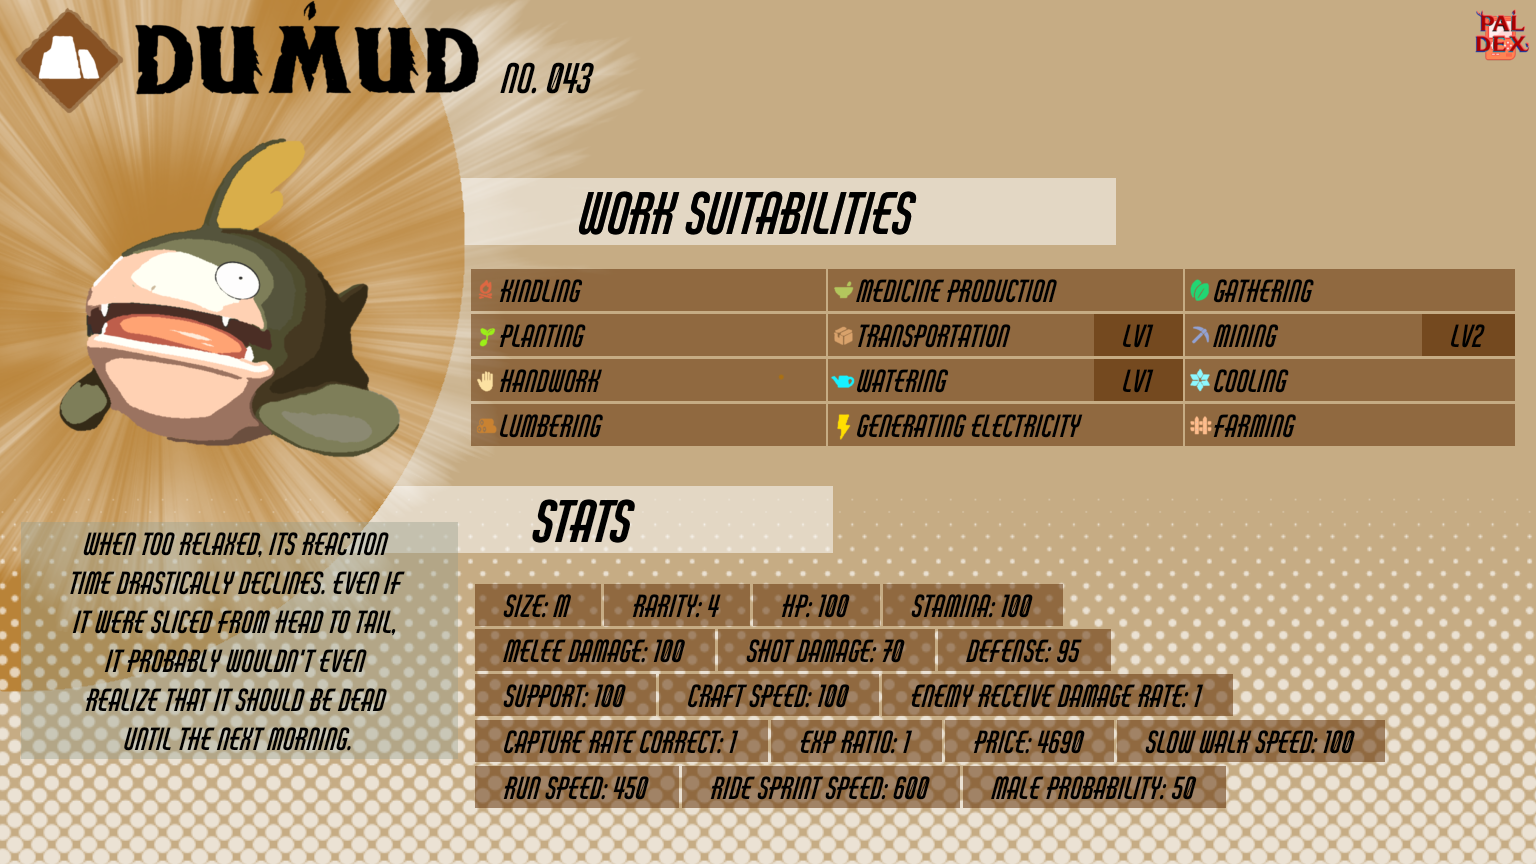 DUMUD
NO. 043
PAL
DEX
WORK SUITABILITIES
KINDLING MEDICINE PRODUCTION GATHERING
PLANTING TRANSPORTATION LV1 MINING LV2
HANDWORK WATERING LV1 COOLING
LUMBERING GENERATING ELECTRICITY FARMING
STATS
WHEN TOO RELAXED, ITS REACTION
TIME DRASTICALLY DECLINES. EVEN IF
IT WERE SLICED FROM HEAD TO TAIL,
IT PROBABLY WOULDN'T EVEN
REALIZE THAT IT SHOULD BE DEAD
UNTIL THE NEXT MORNING.
SIZE: M RARITY: 4 HP: 100 STAMINA: 100
MELEE DAMAGE: 100 SHOT DAMAGE: 70 DEFENSE: 95
SUPPORT: 100 CRAFT SPEED: 100 ENEMY RECEIVE DAMAGE RATE: 1
CAPTURE RATE CORRECT: 1 EXP RATIO: 1 PRICE: 4690 SLOW WALK SPEED: 100
RUN SPEED: 450 RIDE SPRINT SPEED: 600 MALE PROBABILITY: 50